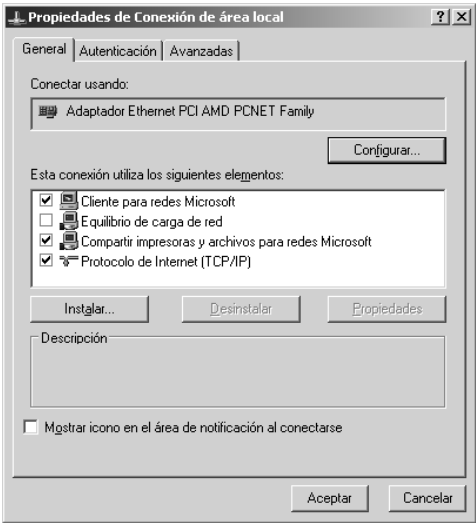 Propiedades de Conexión de área local
General Autenticación Avanzadas
Conectar usando:
Adaptador Ethernet PCI AMD PCNET Family
Configurar...
Esta conexión utiliza los siguientes elementos:
Cliente para redes Microsoft
Equilibrio de carga de red
Compartir impresoras y archivos para redes Microsoft
Protocolo de Internet (TCP/IP)
Instalar... Desinstalar Propiedades
Descripción
Mostrar icono en el área de notificación al conectarse
Aceptar Cancelar